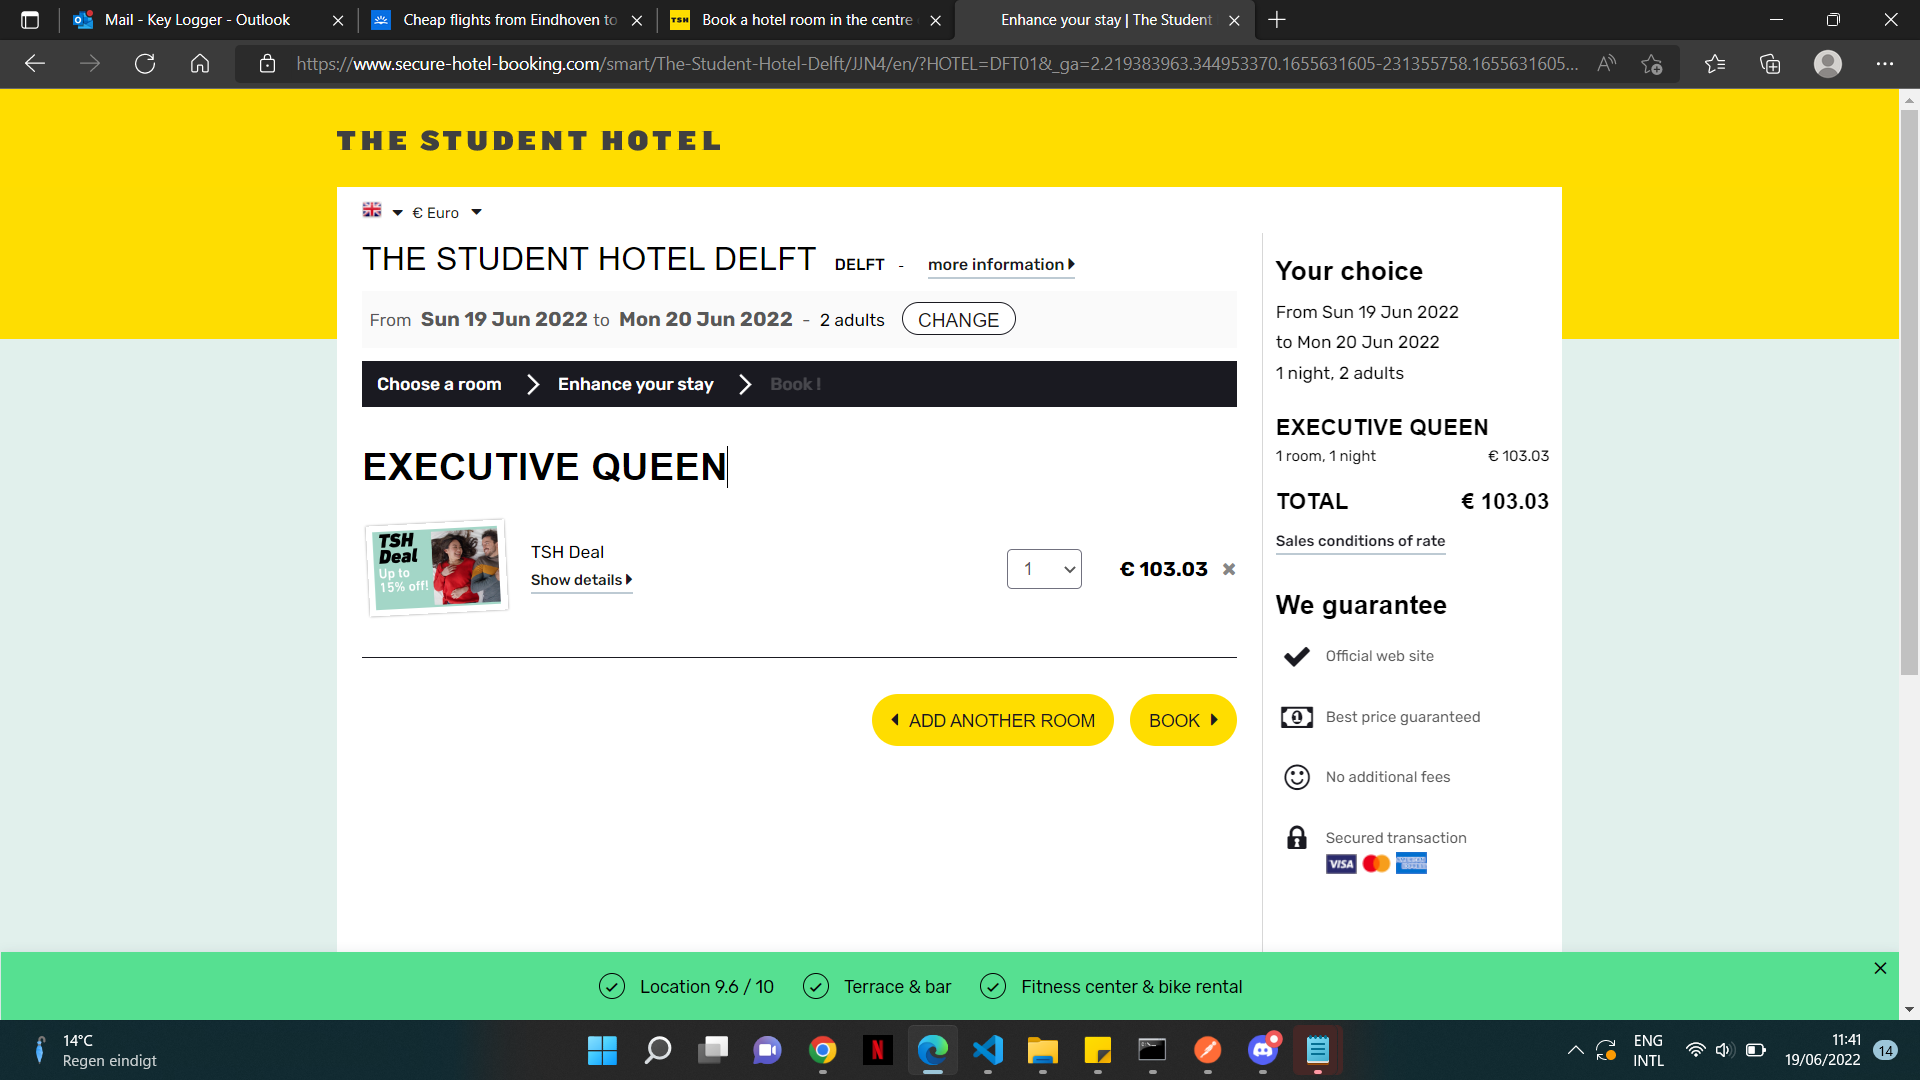 Mail - Key Logger - Outlook
Cheap flights from Eindhoven to
Book a hotel room in the centre
Enhance your stay | The Student
https://www.secure-hotel-booking.com/smart/The-Student-Hotel-Delft/JJN4/en/?HOTEL=DFT01&_ga=2.219383963.344953370.1655631605-231355758.1655631605...
THE STUDENT HOTEL
€ Euro
THE STUDENT HOTEL DELFT DELFT - more information
From Sun 19 Jun 2022 to Mon 20 Jun 2022 - 2 adults CHANGE
Choose a room Enhance your stay Book !
EXECUTIVE QUEEN
TSH
Deal
Up to
15% off!
TSH Deal
Show details
1
€ 103.03
ADD ANOTHER ROOM
BOOK
Your choice
From Sun 19 Jun 2022
to Mon 20 Jun 2022
1 night, 2 adults
EXECUTIVE QUEEN
1 room, 1 night € 103.03
TOTAL € 103.03
Sales conditions of rate
We guarantee
Official web site
Best price guaranteed
No additional fees
Secured transaction
VISA
Location 9.6 / 10
Terrace & bar
Fitness center & bike rental
14°C
Regen eindigt
ENG
INTL
11:41
19/06/2022
14